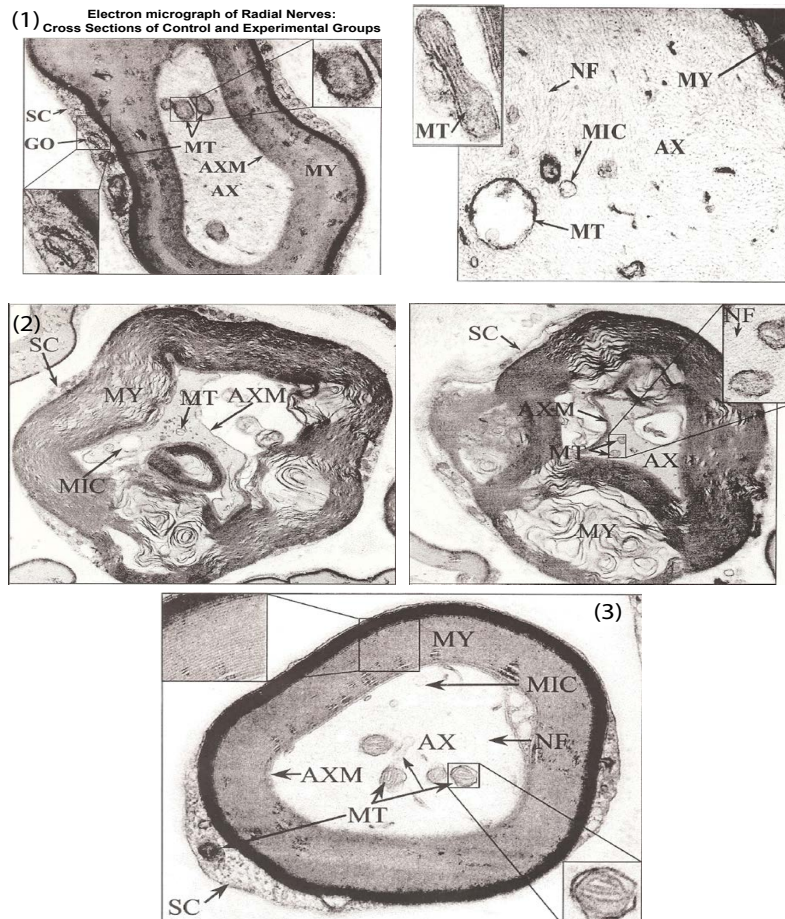 (1)
Electron micrograph of Radial Nerves:
Cross Sections of Control and Experimental Groups
SC
GO
MT
AXM
AX
MY
NF
MY
MT
MIC
AX
MT
(2)
SC
MY
MT
AXM
MIC
SC
NF
AXM
MT
AX
MY
(3)
MY
MIC
AX
NF
AXM
MT
SC